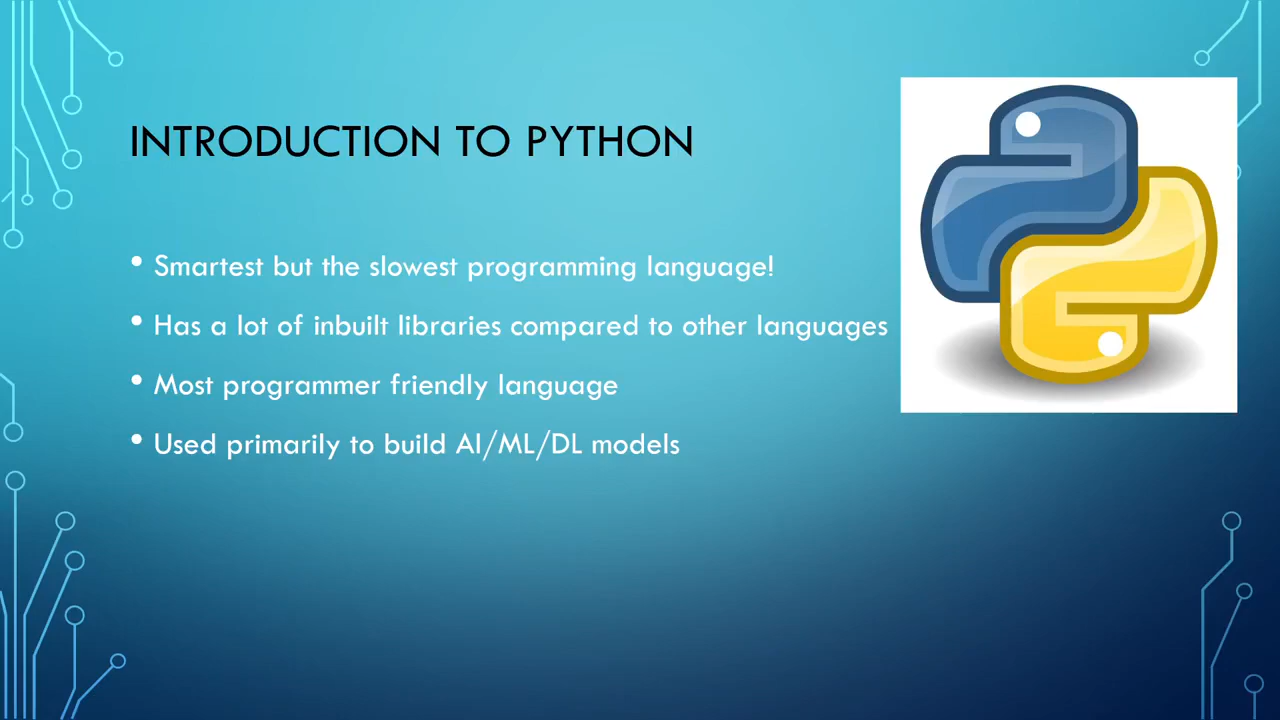 INTRODUCTION TO PYTHON
• Smartest but the slowest programming language!
• Has a lot of inbuilt libraries compared to other languages
• Most programmer friendly language
• Used primarily to build AI/ML/DL models